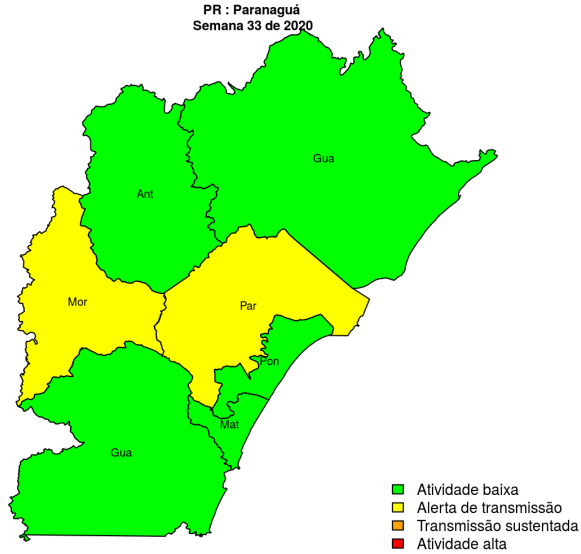 PR : Paranaguá
Semana 33 de 2020
Gua
Ant
Mor
Par
Pon
Mat
Gua
Atividade baixa
Alerta de transmissão
Transmissão sustentada
Atividade alta